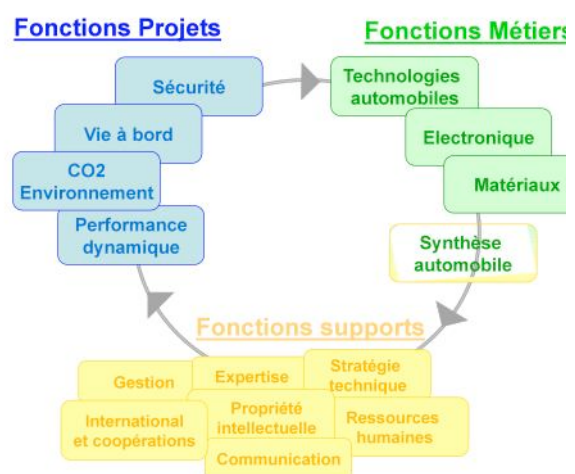 Fonctions Projets
Sécurité
Vie à bord
CO2
Environnement
Performance
dynamique
Fonctions Métiers
Technologies
automobiles
Electronique
Matériaux
Synthèse
automobile
Fonctions supports
Gestion
Expertise
Stratégie
technique
International
et coopérations
Propriété
intellectuelle
Ressources
humaines
Communication